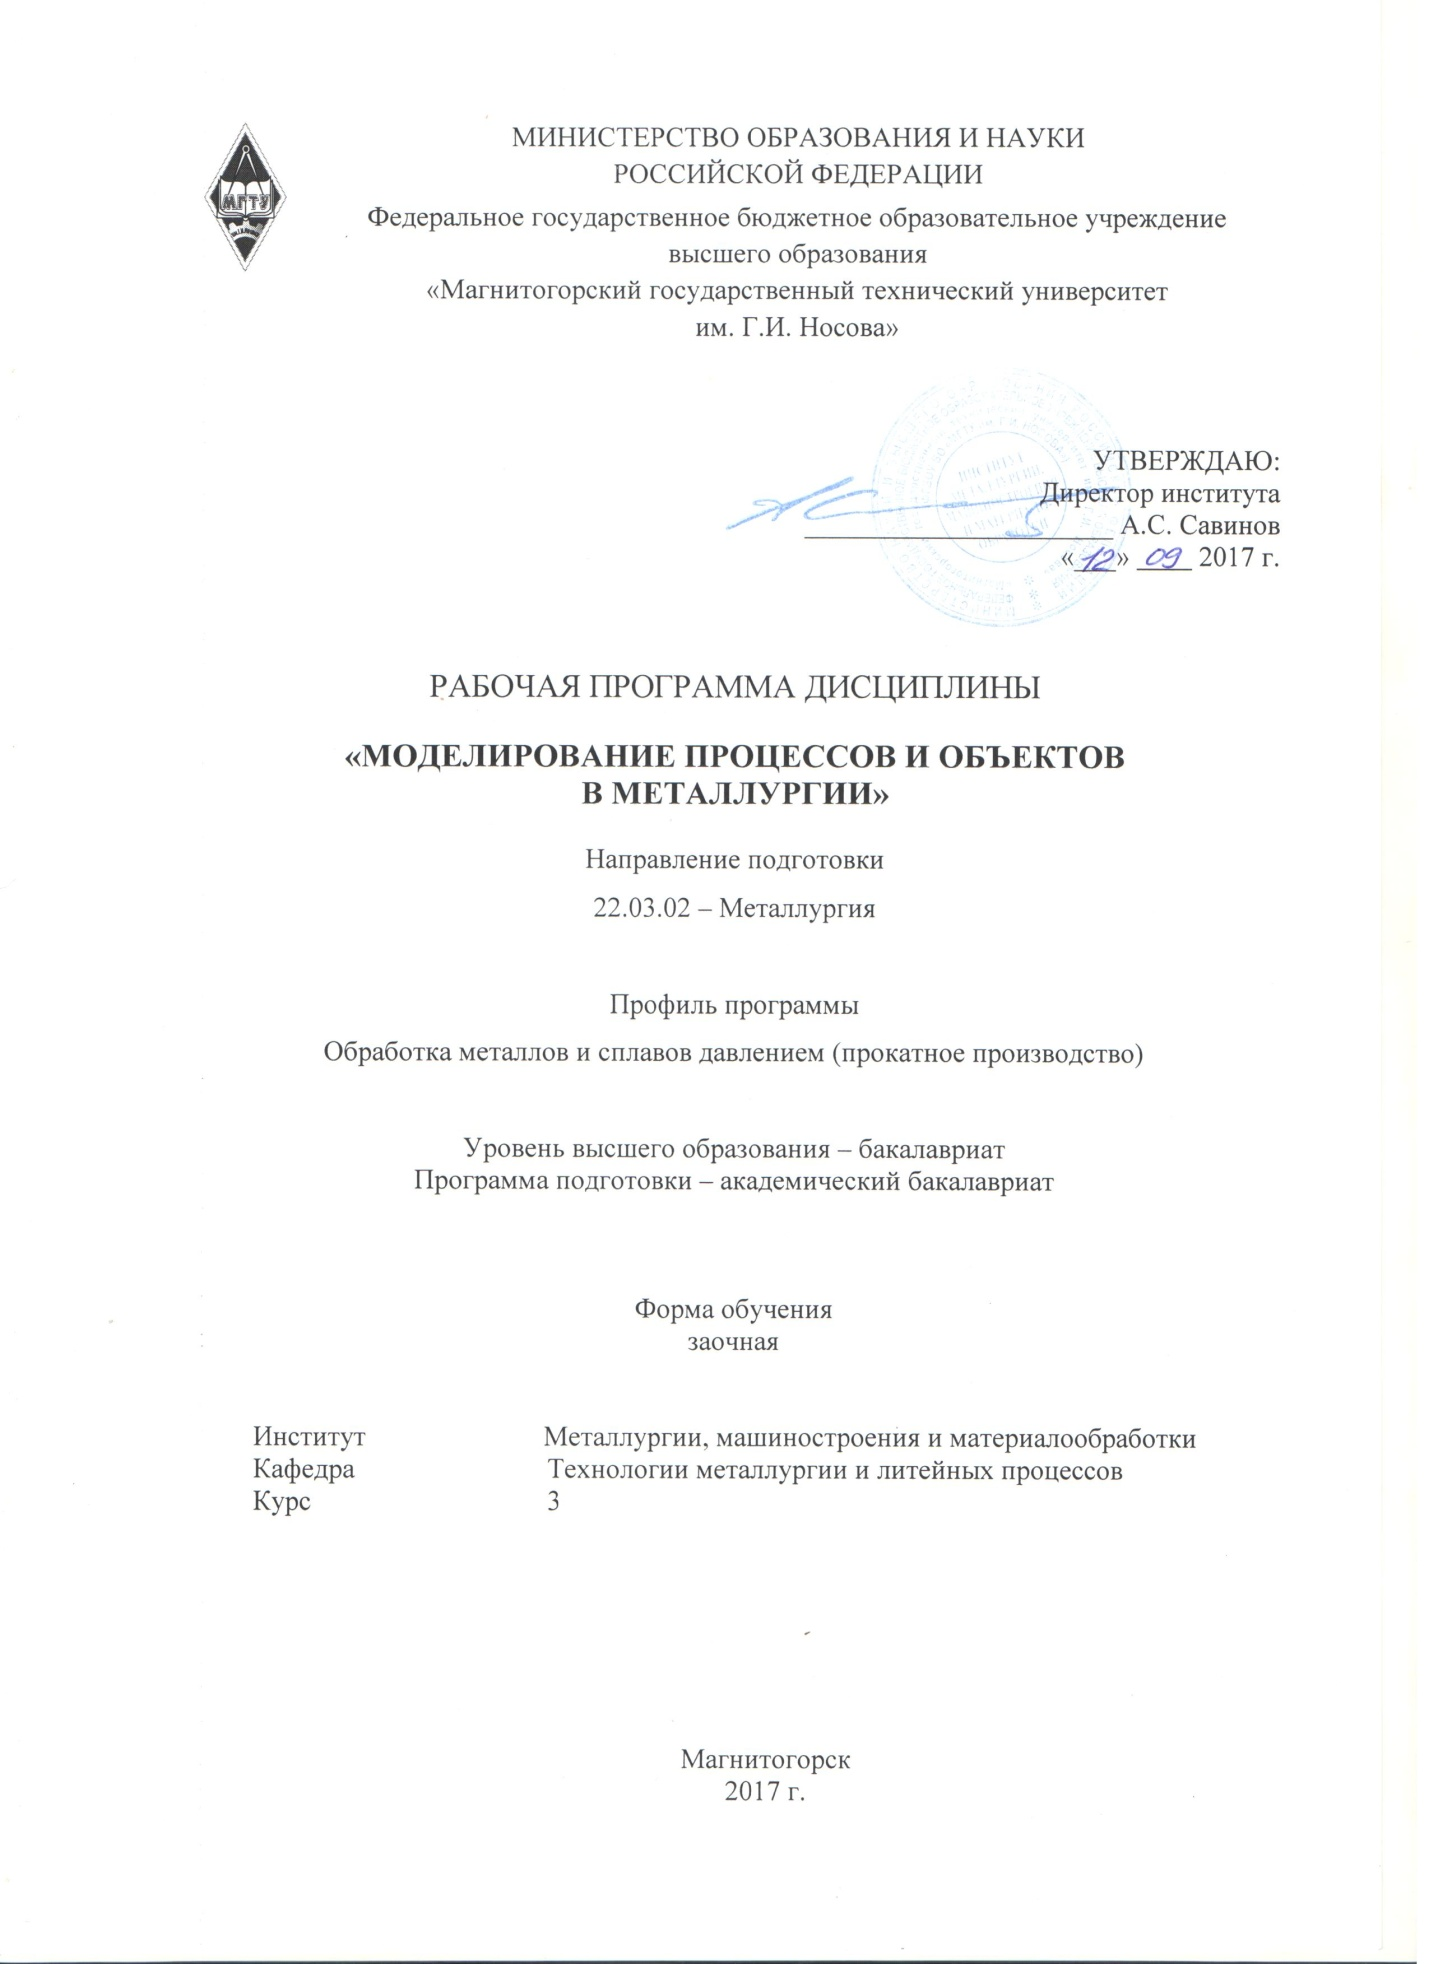 МИНИСТЕРСТВО ОБРАЗОВАНИЯ И НАУКИ
РОССИЙСКОЙ ФЕДЕРАЦИИ
Федеральное государственное бюджетное образовательное учреждение
высшего образования
«Магнитогорский государственный технический университет
им. Г.И. Носова»
МГТУ
УТВЕРЖДАЮ:
Директор института
А.С. Савинов
«12» 09 2017 г.
РАБОЧАЯ ПРОГРАММА ДИСЦИПЛИНЫ
«МОДЕЛИРОВАНИЕ ПРОЦЕССОВ И ОБЪЕКТОВ
В МЕТАЛЛУРГИИ»
Направление подготовки
22.03.02 – Металлургия
Профиль программы
Обработка металлов и сплавов давлением (прокатное производство)
Уровень высшего образования – бакалавриат
Программа подготовки – академический бакалавриат
Форма обучения
заочная
Институт Металлургии, машиностроения и материалообработки
Кафедра Технологии металлургии и литейных процессов
Курс 3
Магнитогорск
2017 г.